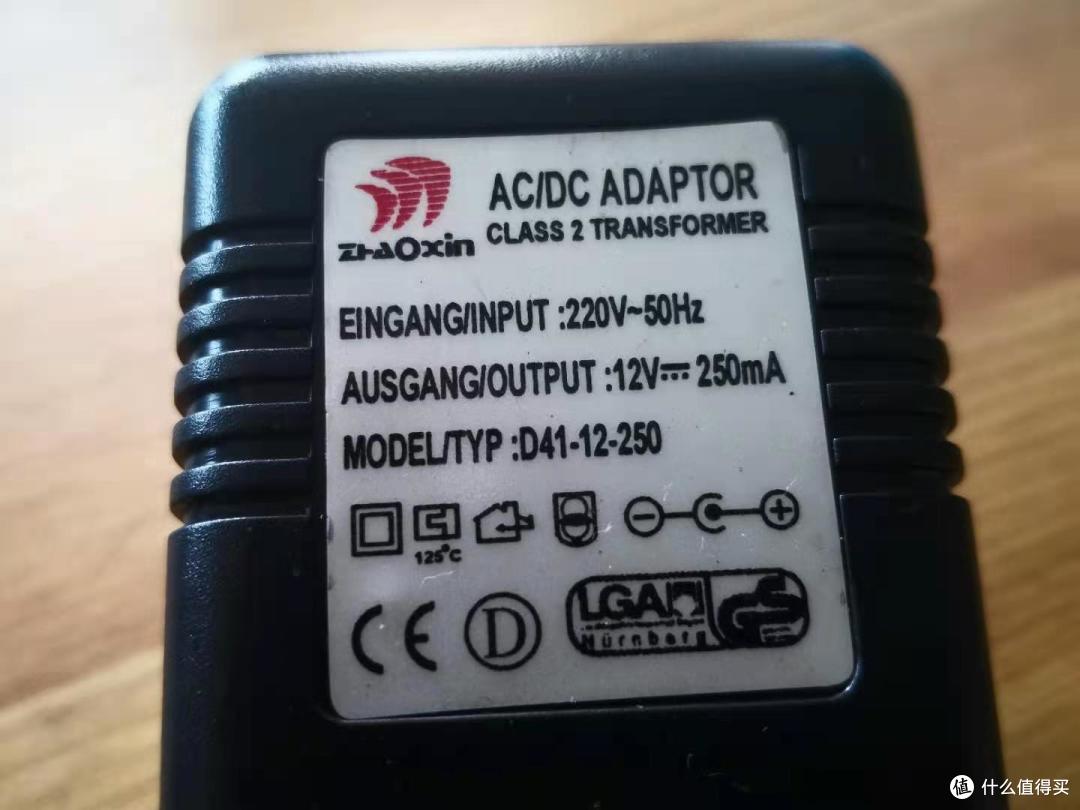 ZHAOXIN
AC/DC ADAPTOR
CLASS 2 TRANSFORMER
EINGANG/INPUT :220V~50Hz
AUSGANG/OUTPUT :12V⎓ 250mA
MODEL/TYP :D41-12-250
125°C
CE
D
LGA
Nürnberg
GS
值 什么值得买